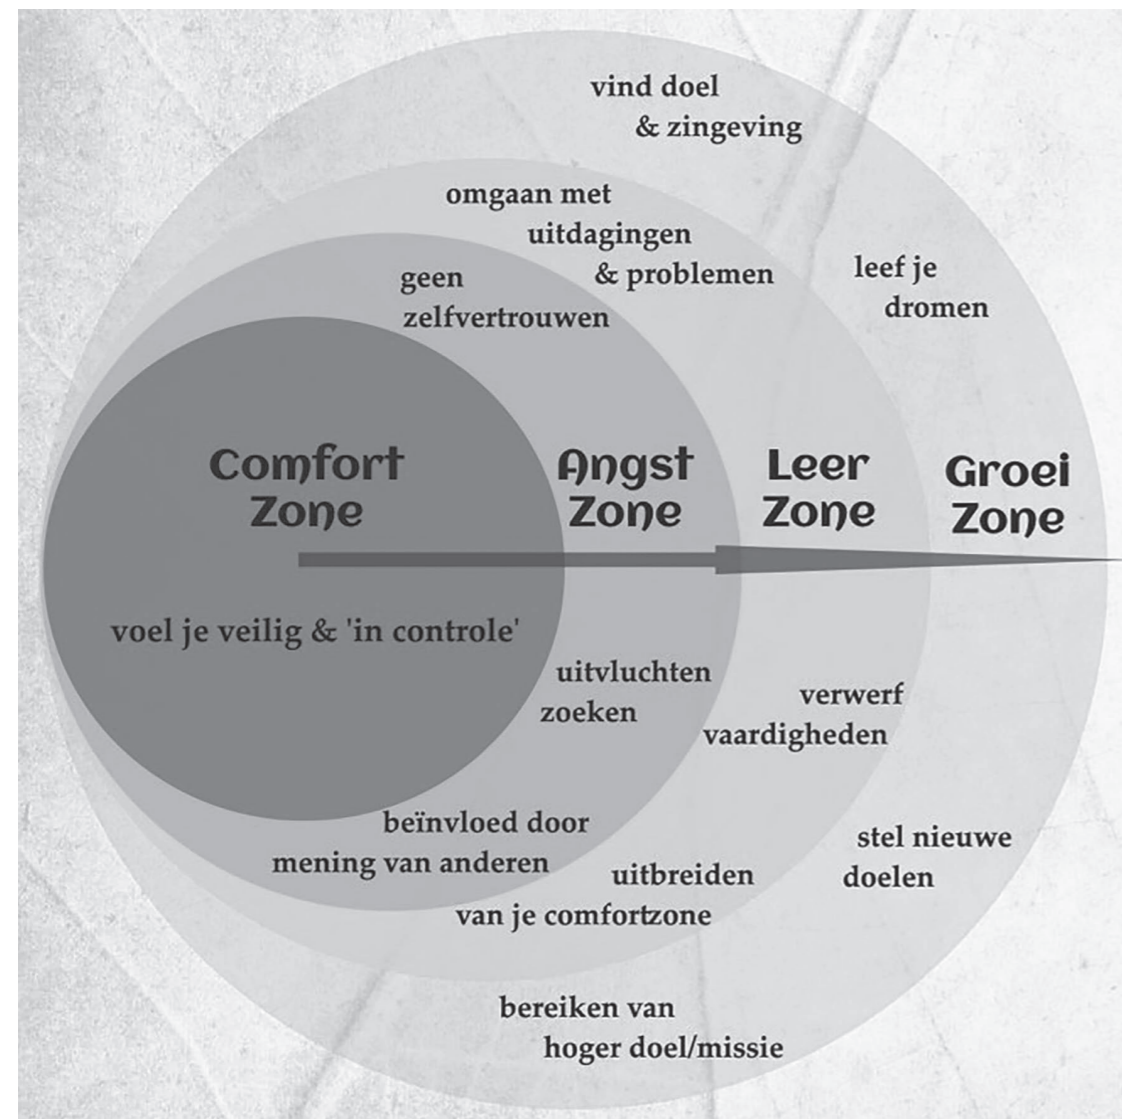 vind doel
& zingeving
omgaan met
uitdagingen
& problemen
leef je
dromen
geen
zelfvertrouwen
Comfort
Zone
Angst
Zone
Leer
Zone
Groei
Zone
voel je veilig & 'in controle'
uitvluchten
zoeken
verwerf
vaardigheden
beïnvloed door
mening van anderen
stel nieuwe
doelen
uitbreiden
van je comfortzone
bereiken van
hoger doel/missie